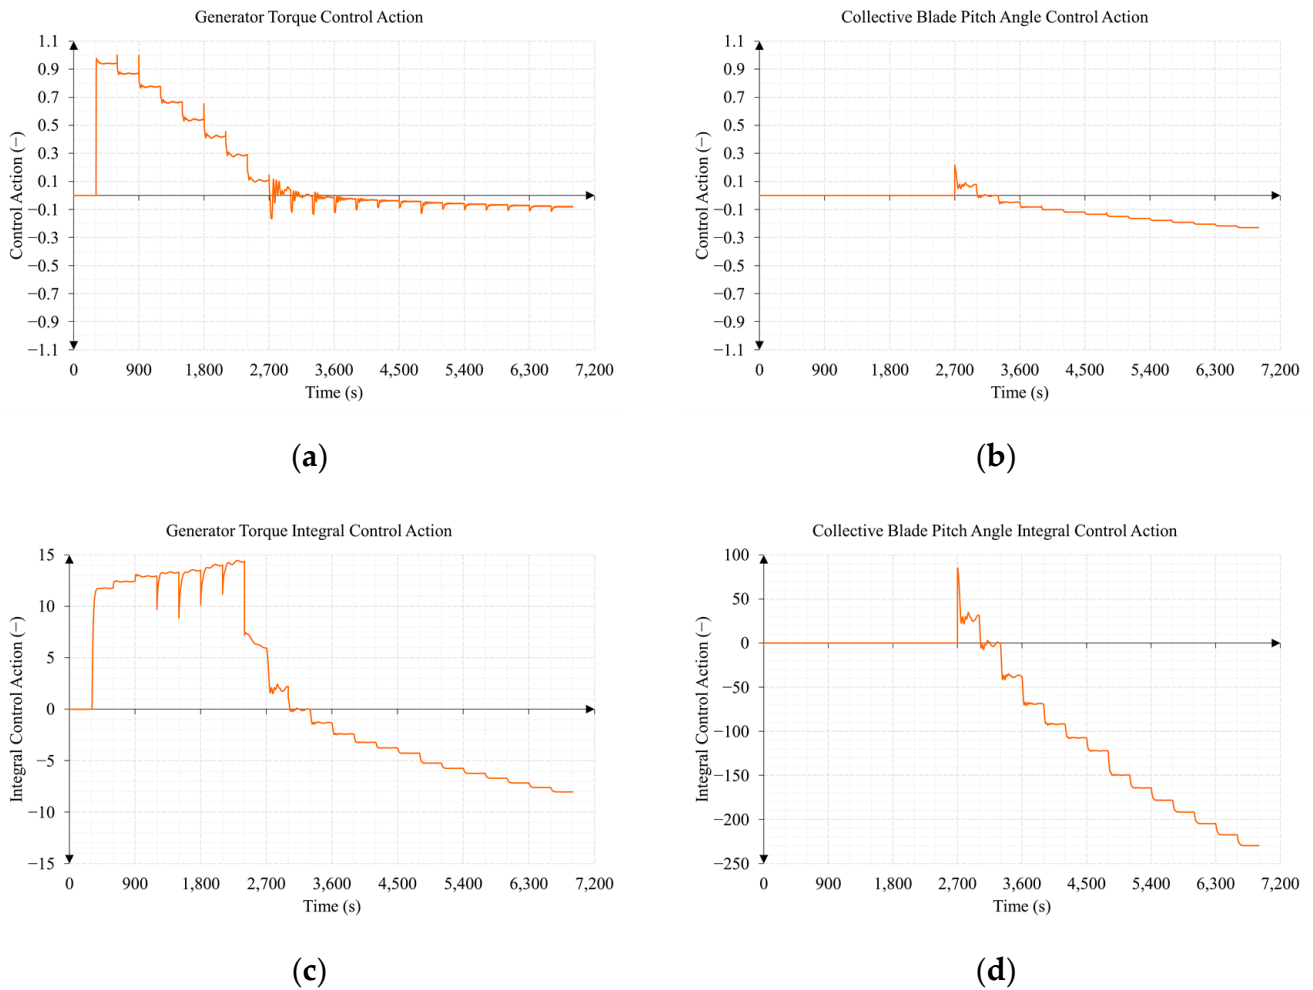 Generator Torque Control Action
Control Action (−)
1.1
0.9
0.7
0.5
0.3
0.1
−0.1
−0.3
−0.5
−0.7
−0.9
−1.1
0 900 1,800 2,700 3,600 4,500 5,400 6,300 7,200
Time (s)
(a)
Collective Blade Pitch Angle Control Action
Control Action (−)
1.1
0.9
0.7
0.5
0.3
0.1
−0.1
−0.3
−0.5
−0.7
−0.9
−1.1
0 900 1,800 2,700 3,600 4,500 5,400 6,300 7,200
Time (s)
(b)
Generator Torque Integral Control Action
Integral Control Action (−)
15
10
5
0
−5
−10
−15
0 900 1,800 2,700 3,600 4,500 5,400 6,300 7,200
Time (s)
(c)
Collective Blade Pitch Angle Integral Control Action
Integral Control Action (−)
100
50
0
−50
−100
−150
−200
−250
0 900 1,800 2,700 3,600 4,500 5,400 6,300 7,200
Time (s)
(d)